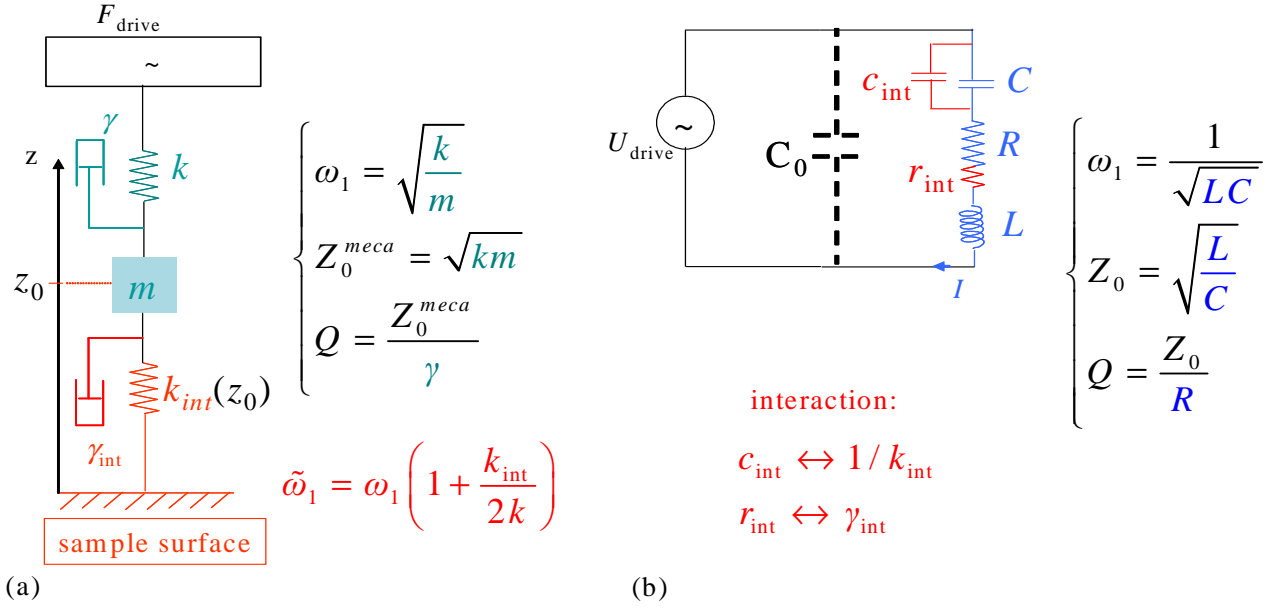 F_drive
~
γ
z
k
z_0
m
k_int(z_0)
γ_int
sample surface
(a)
ω_1 = √(k/m)
Z_0^meca = √(km)
Q = Z_0^meca / γ
ω̃_1 = ω_1 (1 + k_int / 2k)
c_int
C
U_drive
~
C_0
R
r_int
L
I
ω_1 = 1 / √(LC)
Z_0 = √(L/C)
Q = Z_0 / R
interaction:
c_int ↔ 1 / k_int
r_int ↔ γ_int
(b)